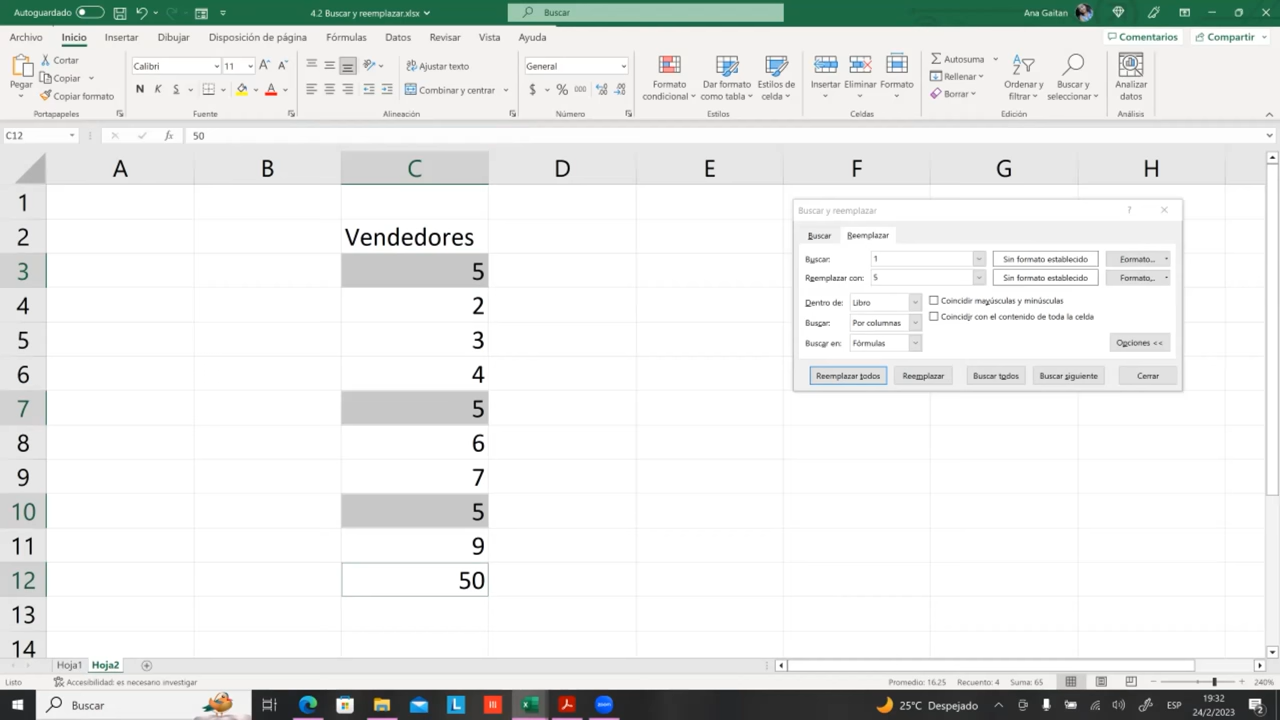 Autoguardado
4.2 Buscar y reemplazar.xlsx
Buscar
Ana Gaitan
Archivo Inicio Insertar Dibujar Disposición de página Fórmulas Datos Revisar Vista Ayuda
Comentarios Compartir
Pegar
Cortar
Copiar
Copiar formato
Portapapeles
Calibri 11
N K S
Fuente
Ajustar texto
Combinar y centrar
Alineación
General
$ % 000
Número
Formato condicional
Dar formato como tabla
Estilos de celda
Estilos
Insertar Eliminar Formato
Celdas
Autosuma
Rellenar
Borrar
Ordenar y filtrar
Buscar y seleccionar
Edición
Analizar datos
Análisis
C12 fx 50
A B C D E F G H
1
2 Vendedores
3 5
4 2
5 3
6 4
7 5
8 6
9 7
10 5
11 9
12 50
13
14
Buscar y reemplazar ?
Buscar Reemplazar
Buscar: 1 Sin formato establecido Formato...
Reemplazar con: 5 Sin formato establecido Formato...
Dentro de: Libro Coincidir mayúsculas y minúsculas
Buscar: Por columnas Coincidir con el contenido de toda la celda
Buscar en: Fórmulas Opciones <<
Reemplazar todos Reemplazar Buscar todos Buscar siguiente Cerrar
Hoja1 Hoja2
Listo Accesibilidad: es necesario investigar Promedio: 16,25 Recuento: 4 Suma: 65 240%
Buscar
25°C Despejado ESP 19:32
24/2/2023 2